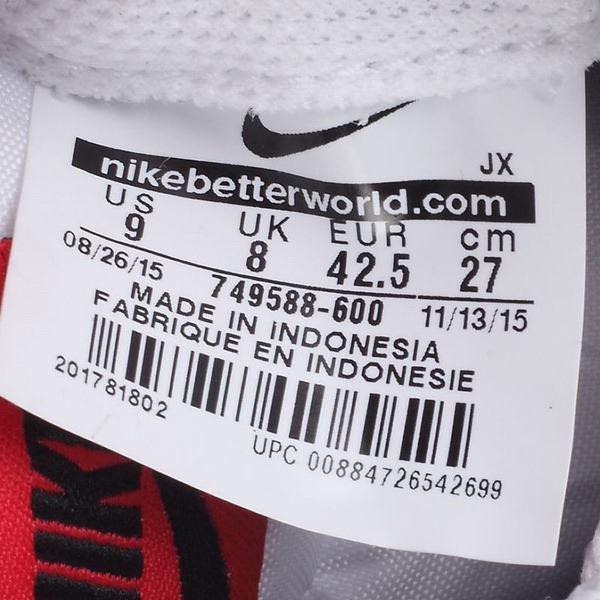 JX
nikebetterworld.com
US UK EUR cm
9 8 42.5 27
08/26/15 749588-600 11/13/15
MADE IN INDONESIA
FABRIQUE EN INDONESIE
201781802
UPC 00884726542699
NIKE